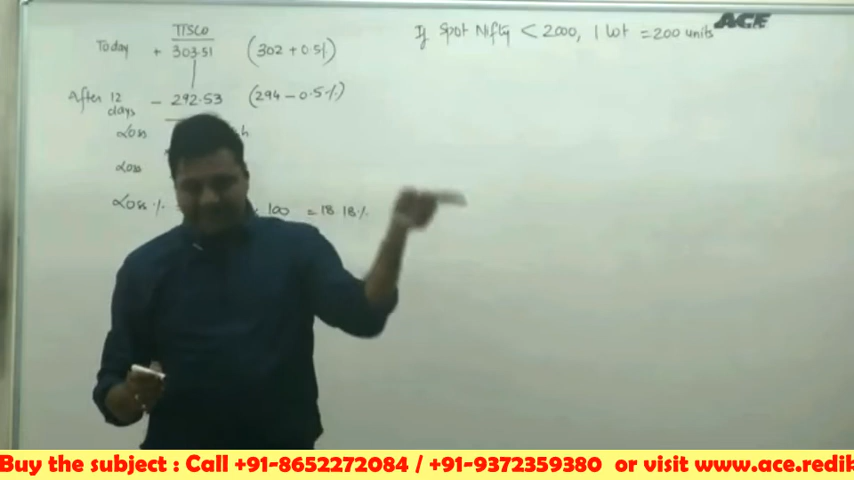 TISCO
Today + 303.51 (302 + 0.5%)
After 12 days - 292.53 (294 - 0.5%)
Loss
Loss
Loss % 100 = 18.18%
If Spot Nifty < 2000, 1 lot = 200 units
ACE
Buy the subject : Call +91-8652272084 / +91-9372359380 or visit www.ace.redik